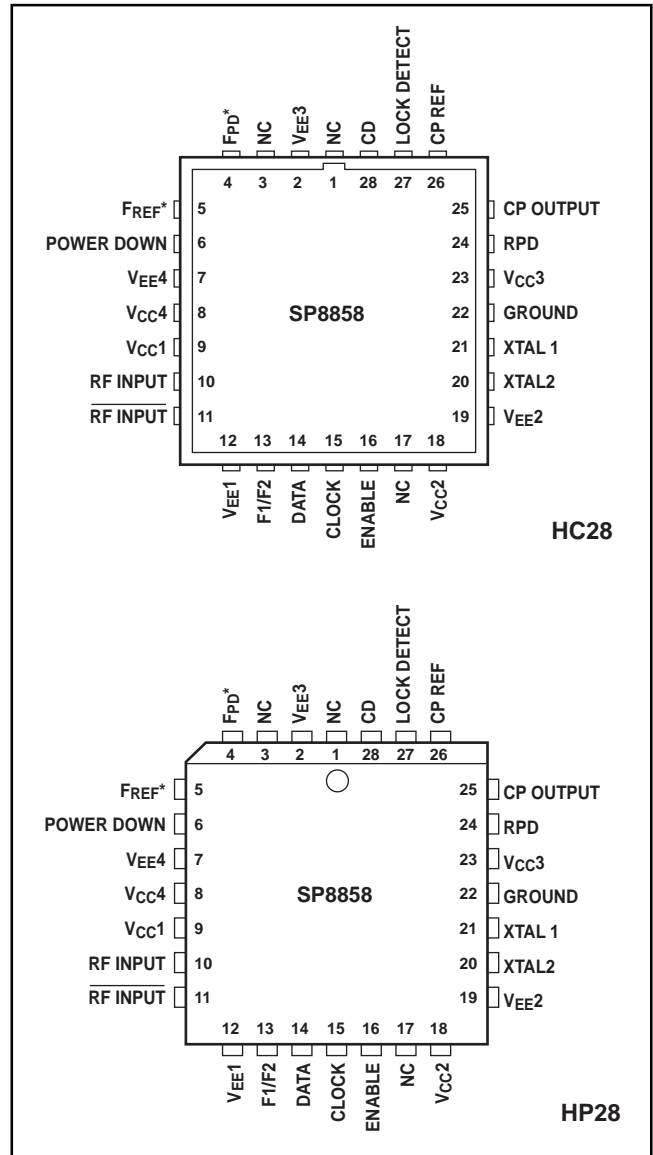 FPD*
NC
VEE3
NC
CD
LOCK DETECT
CP REF
4 3 2 1 28 27 26
FREF* 5
POWER DOWN 6
VEE4 7
VCC4 8
VCC1 9
RF INPUT 10
RF INPUT 11
SP8858
25 CP OUTPUT
24 RPD
23 VCC3
22 GROUND
21 XTAL 1
20 XTAL2
19 VEE2
12 13 14 15 16 17 18
VEE1
F1/F2
DATA
CLOCK
ENABLE
NC
VCC2
HC28
FPD*
NC
VEE3
NC
CD
LOCK DETECT
CP REF
4 3 2 1 28 27 26
FREF* 5
POWER DOWN 6
VEE4 7
VCC4 8
VCC1 9
RF INPUT 10
RF INPUT 11
SP8858
25 CP OUTPUT
24 RPD
23 VCC3
22 GROUND
21 XTAL 1
20 XTAL2
19 VEE2
12 13 14 15 16 17 18
VEE1
F1/F2
DATA
CLOCK
ENABLE
NC
VCC2
HP28